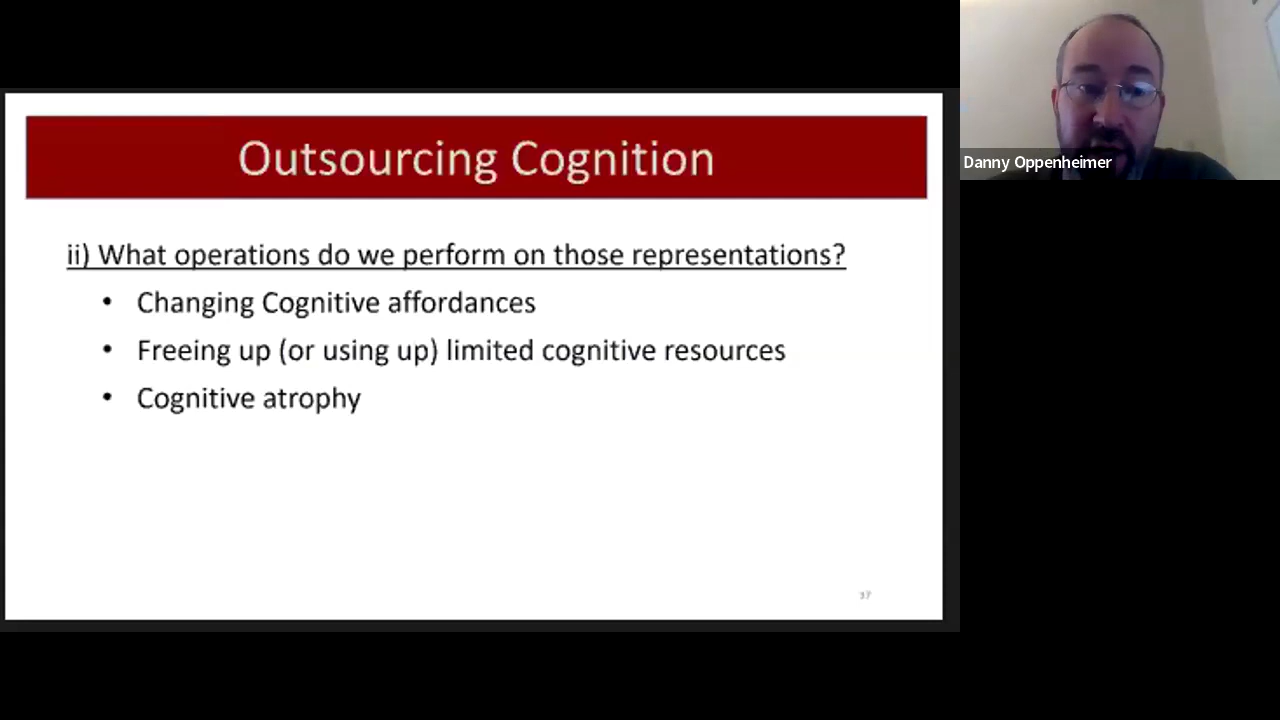 Outsourcing Cognition
ii) What operations do we perform on those representations?
• Changing Cognitive affordances
• Freeing up (or using up) limited cognitive resources
• Cognitive atrophy
37
Danny Oppenheimer